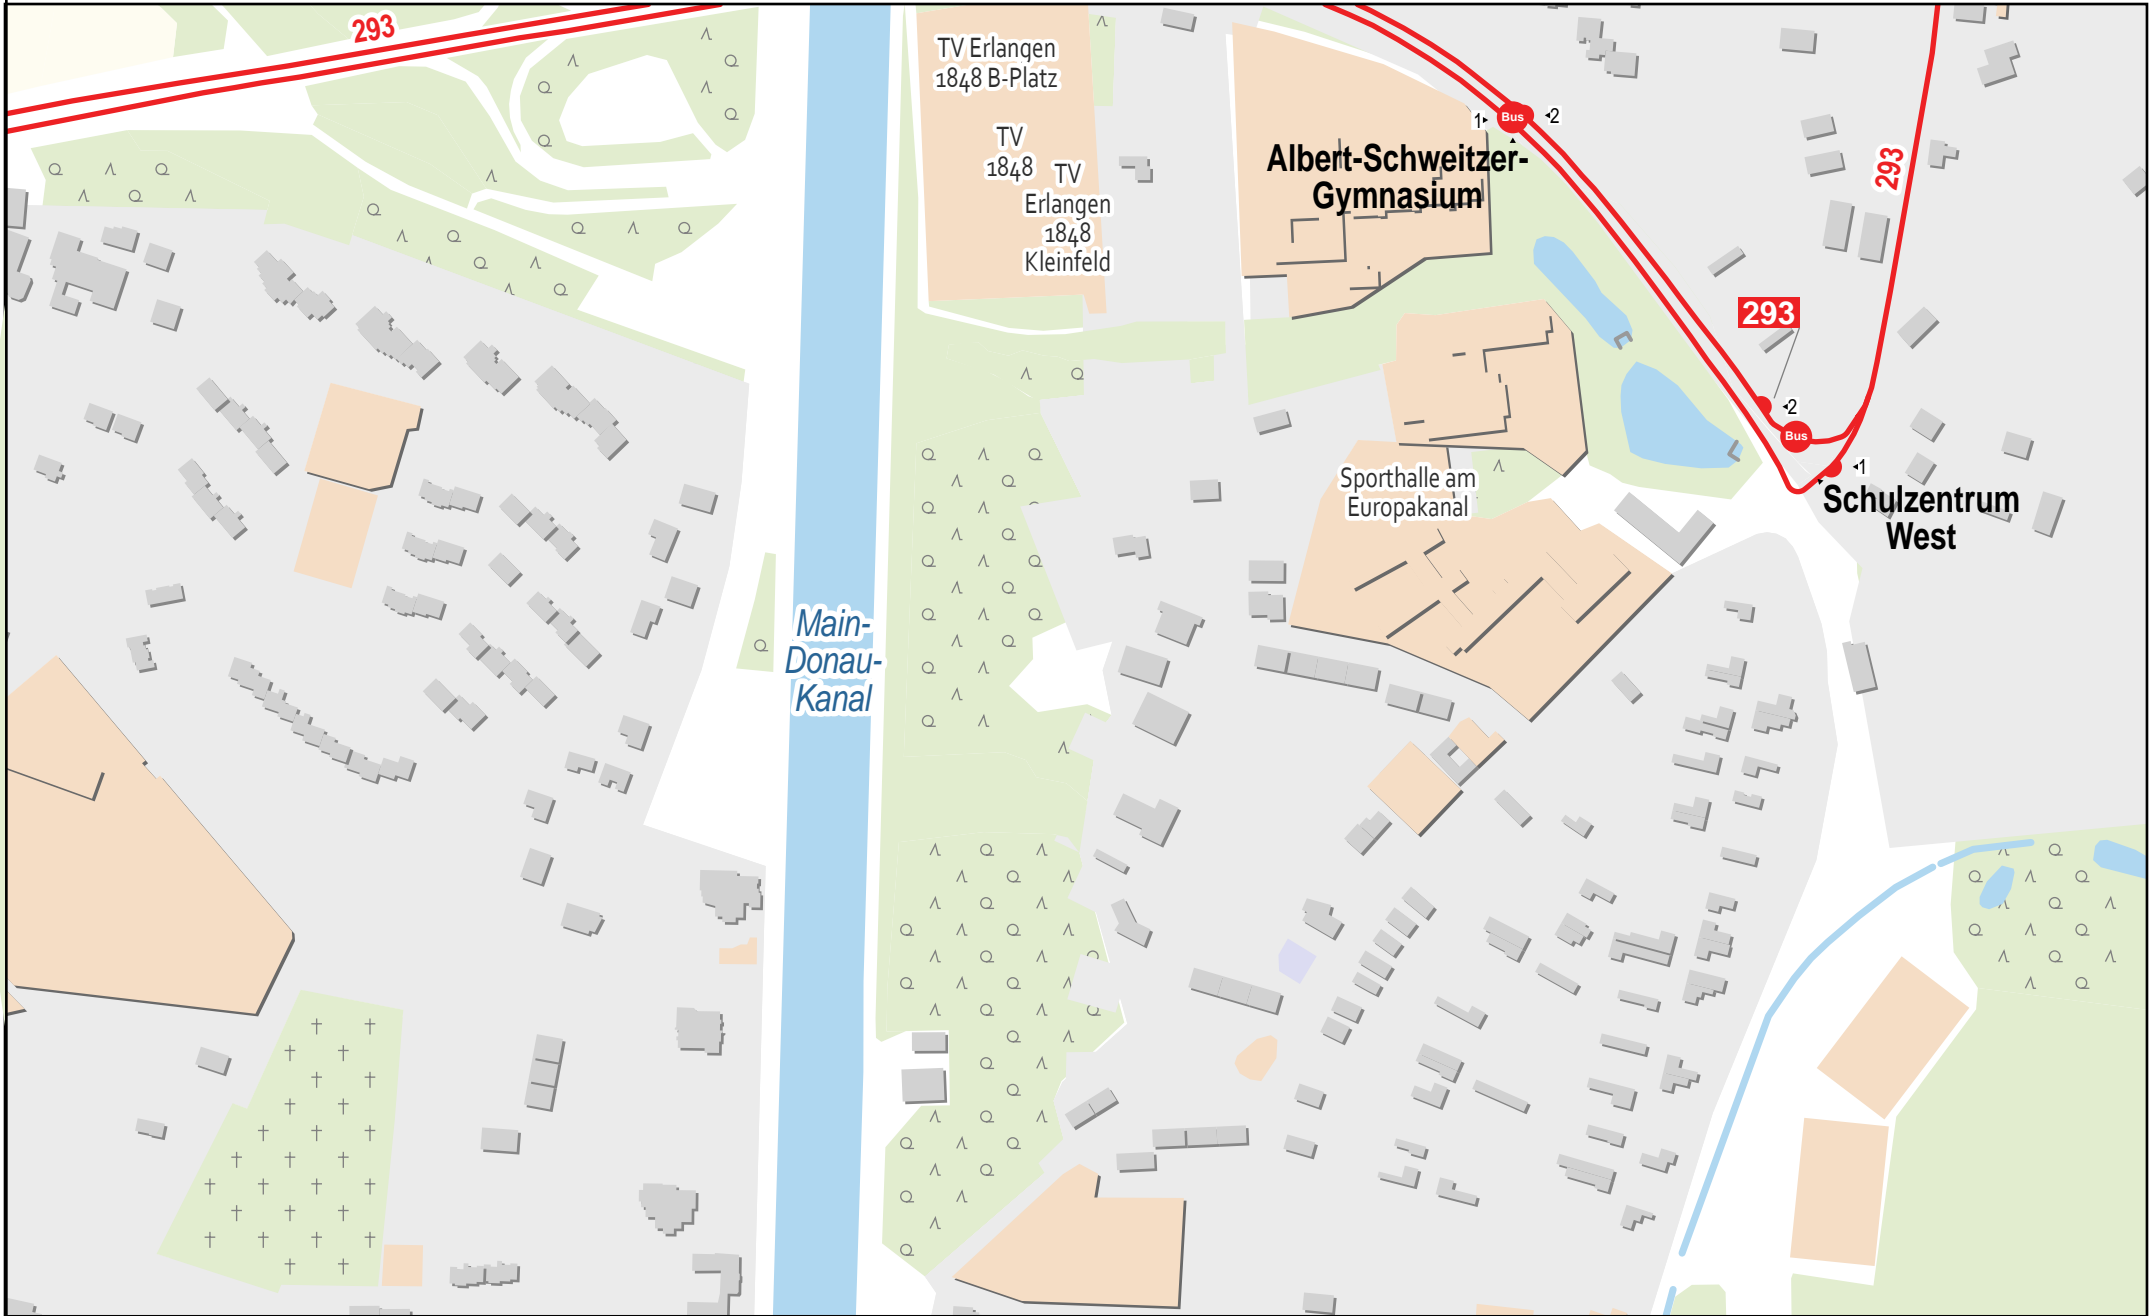 293
TV Erlangen
1848 B-Platz
TV
1848
TV
Erlangen
1848
Kleinfeld
1
Bus
2
Albert-Schweitzer-
Gymnasium
293
293
2
Bus
1
Schulzentrum
West
Sporthalle am
Europakanal
Main-
Donau-
Kanal